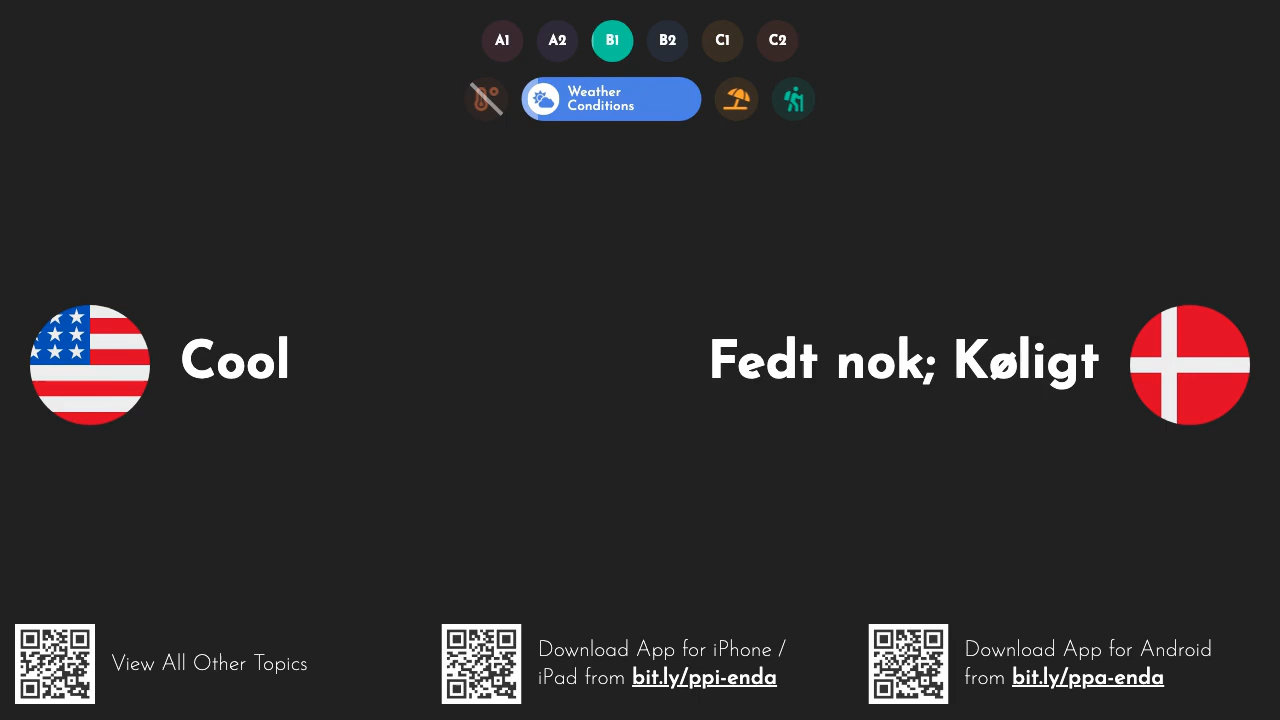 A1 A2 B1 B2 C1 C2
Weather
Conditions
Cool
Fedt nok; Køligt
View All Other Topics
Download App for iPhone /
iPad from bit.ly/ppi-enda
Download App for Android
from bit.ly/ppa-enda